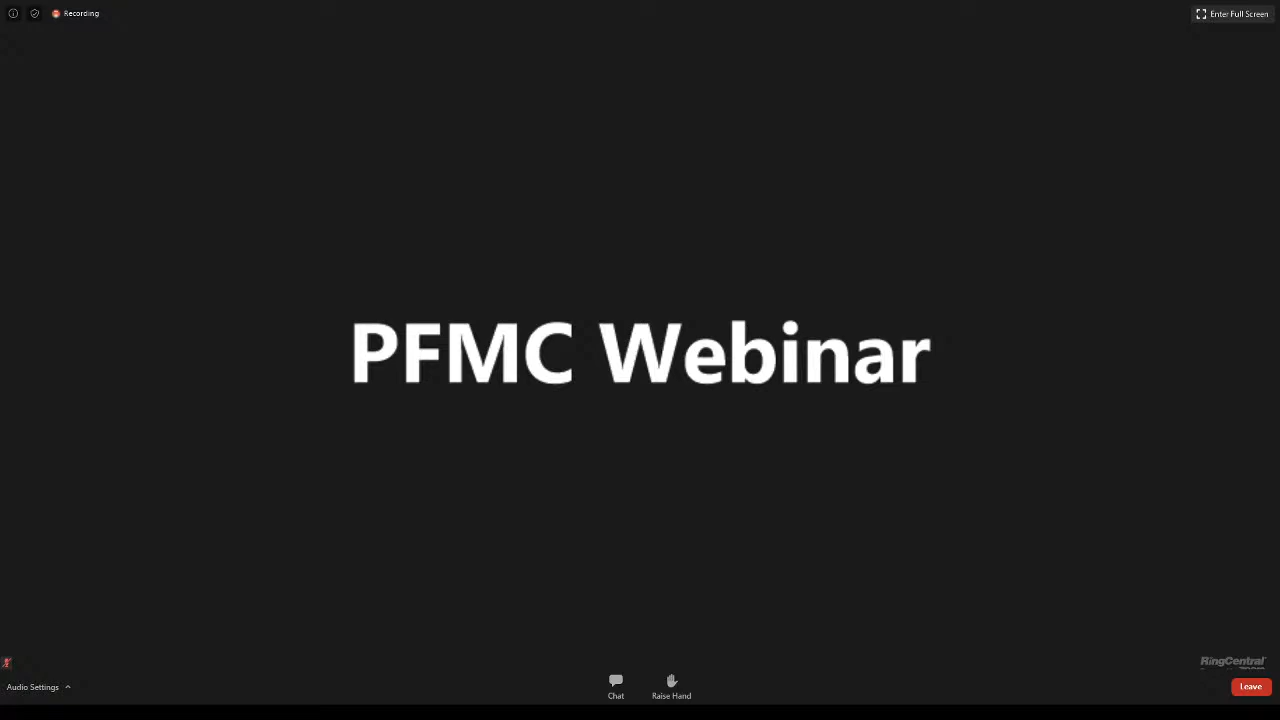 Recording
Enter Full Screen
PFMC Webinar
RingCentral
Audio Settings
Chat
Raise Hand
Leave